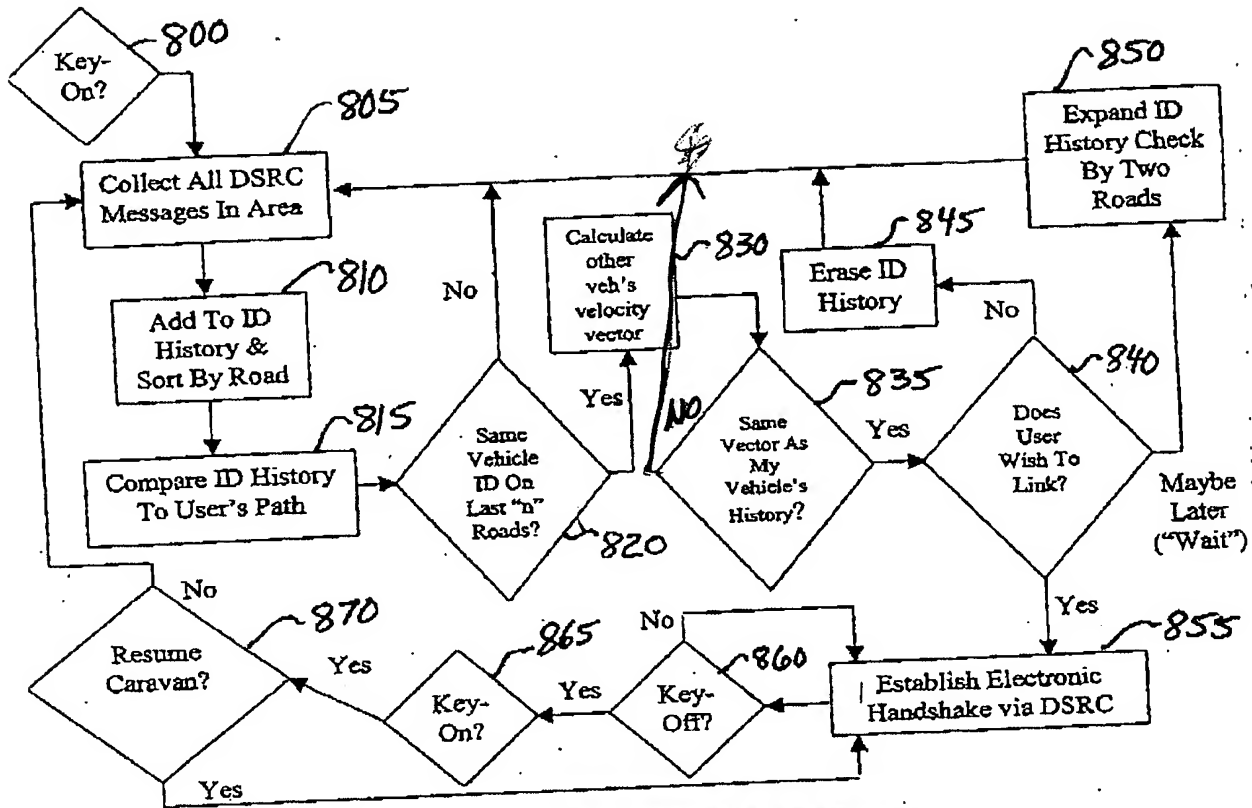 800
Key-
On?
805
Collect All DSRC
Messages In Area
810
Add To ID
History &
Sort By Road
815
Compare ID History
To User's Path
No
Same
Vehicle
ID On
Last "n"
Roads?
820
Yes
Calculate
other
veh's
velocity
vector
830
NO
Same
Vector As
My
Vehicle's
History?
835
Yes
845
Erase ID
History
No
Does
User
Wish To
Link?
840
850
Expand ID
History Check
By Two
Roads
Maybe
Later
("Wait")
Yes
855
Establish Electronic
Handshake via DSRC
No
860
Key-
Off?
Yes
865
Key-
On?
Yes
870
Resume
Caravan?
No
Yes